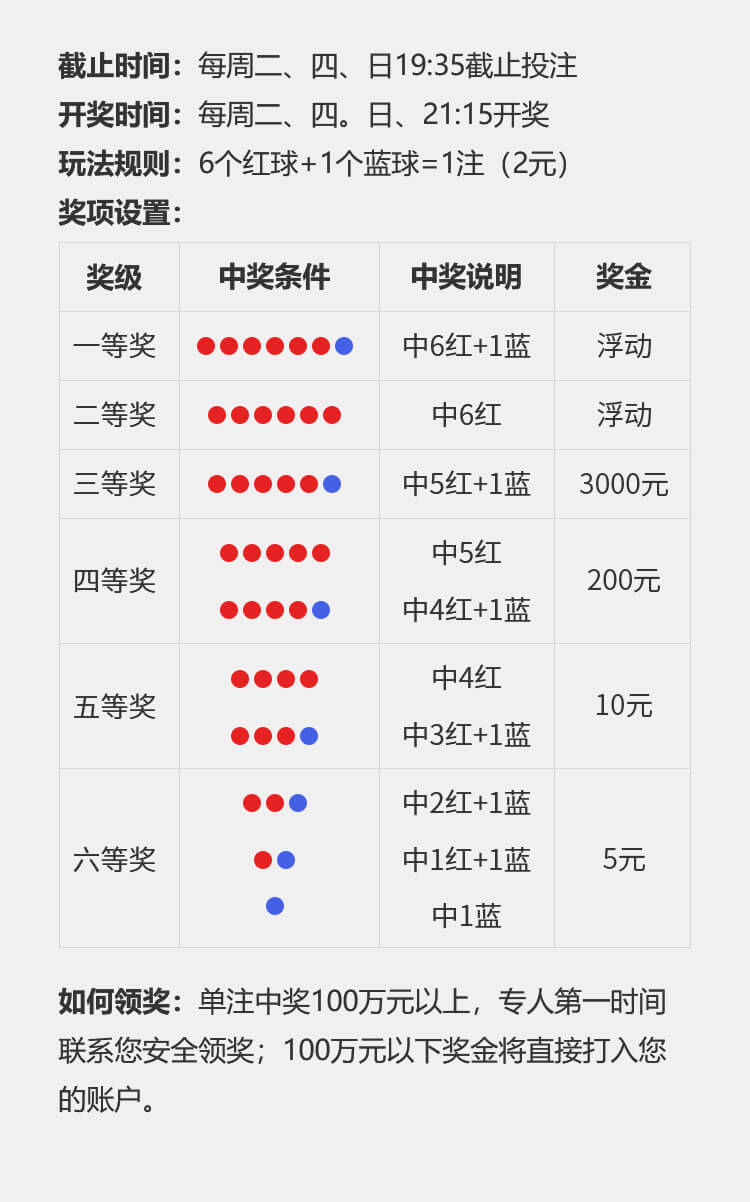 截止时间：每周二、四、日19:35截止投注
开奖时间：每周二、四。日、21:15开奖
玩法规则：6个红球+1个蓝球=1注（2元）
奖项设置：
奖级 中奖条件 中奖说明 奖金
一等奖 中6红+1蓝 浮动
二等奖 中6红 浮动
三等奖 中5红+1蓝 3000元
中5红
四等奖 200元
中4红+1蓝
中4红
五等奖 10元
中3红+1蓝
中2红+1蓝
六等奖 中1红+1蓝 5元
中1蓝
如何领奖：单注中奖100万元以上，专人第一时间
联系您安全领奖；100万元以下奖金将直接打入您
的账户。